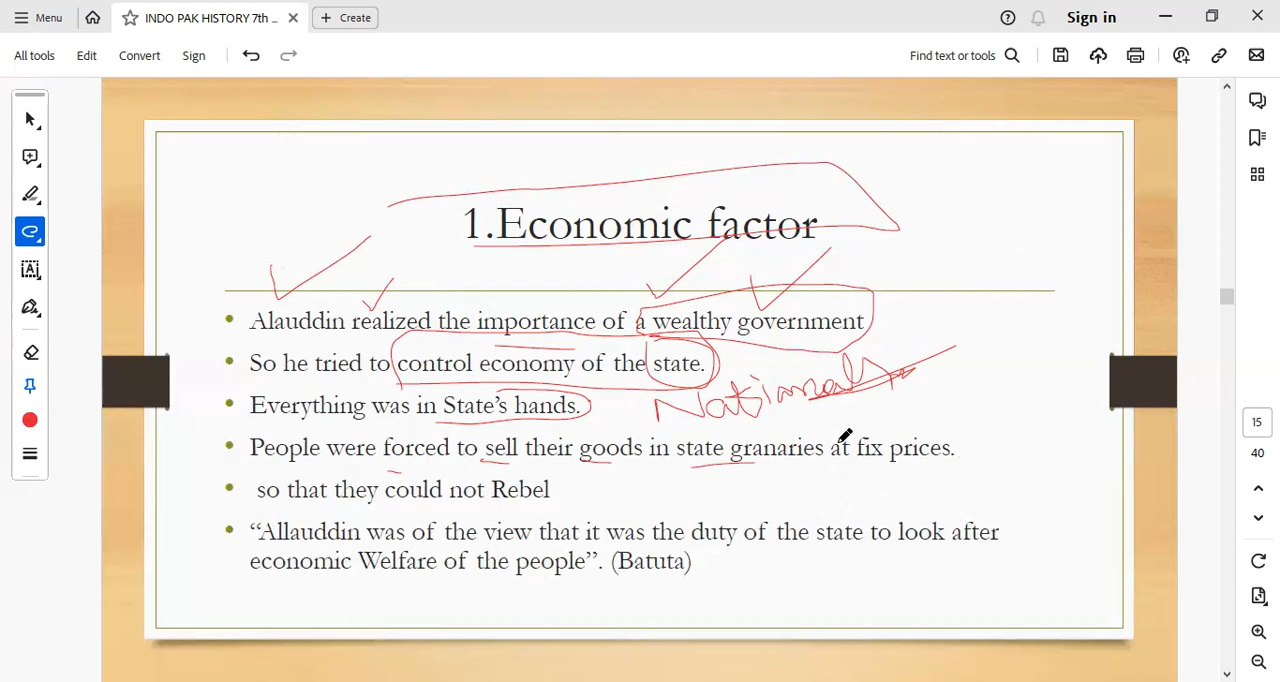 Menu
INDO PAK HISTORY 7th ...
Create
Sign in
All tools Edit Convert Sign
Find text or tools
1.Economic factor
Alauddin realized the importance of a wealthy government
So he tried to control economy of the state.
Everything was in State's hands.
People were forced to sell their goods in state granaries at fix prices.
so that they could not Rebel
“Allauddin was of the view that it was the duty of the state to look after
economic Welfare of the people”. (Batuta)
15
40